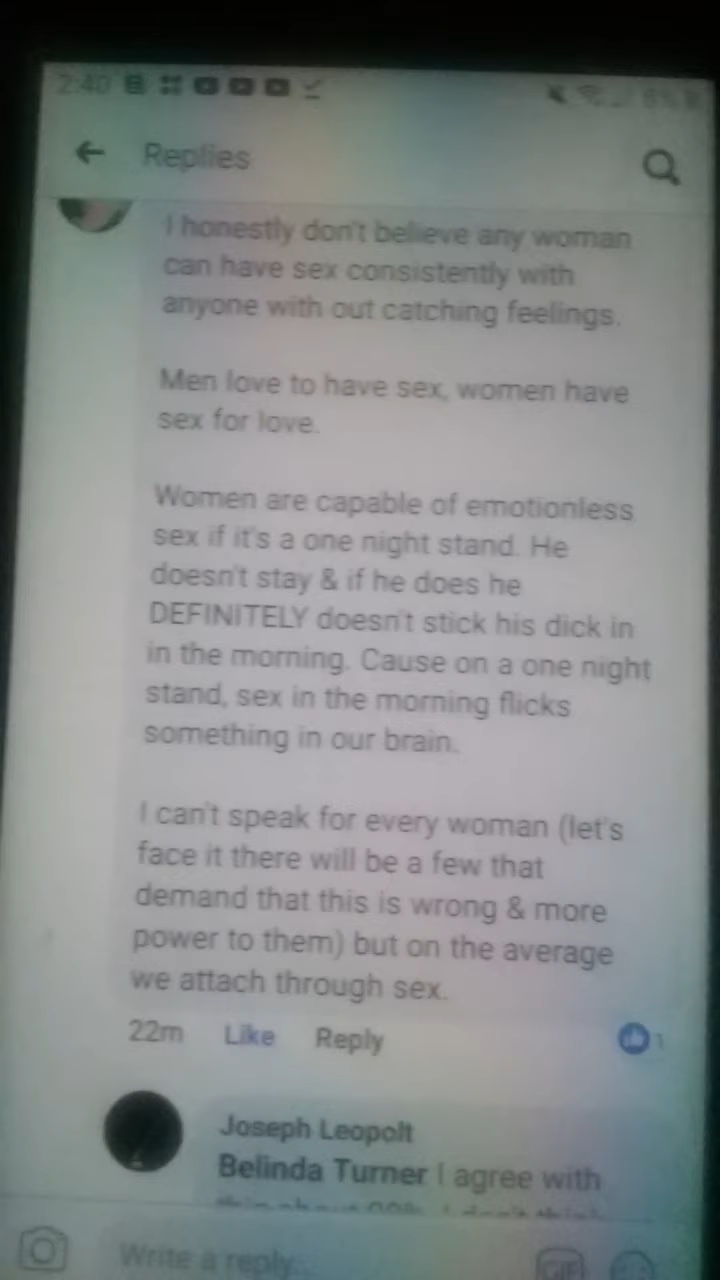 2:40
Replies
I honestly don't believe any woman
can have sex consistently with
anyone with out catching feelings.
Men love to have sex, women have
sex for love.
Women are capable of emotionless
sex if it's a one night stand. He
doesn't stay & if he does he
DEFINITELY doesn't stick his dick in
in the morning. Cause on a one night
stand, sex in the morning flicks
something in our brain.
I can't speak for every woman (let's
face it there will be a few that
demand that this is wrong & more
power to them) but on the average
we attach through sex.
22m Like Reply 1
Joseph Leopolt
Belinda Turner I agree with
Write a reply...
GIF